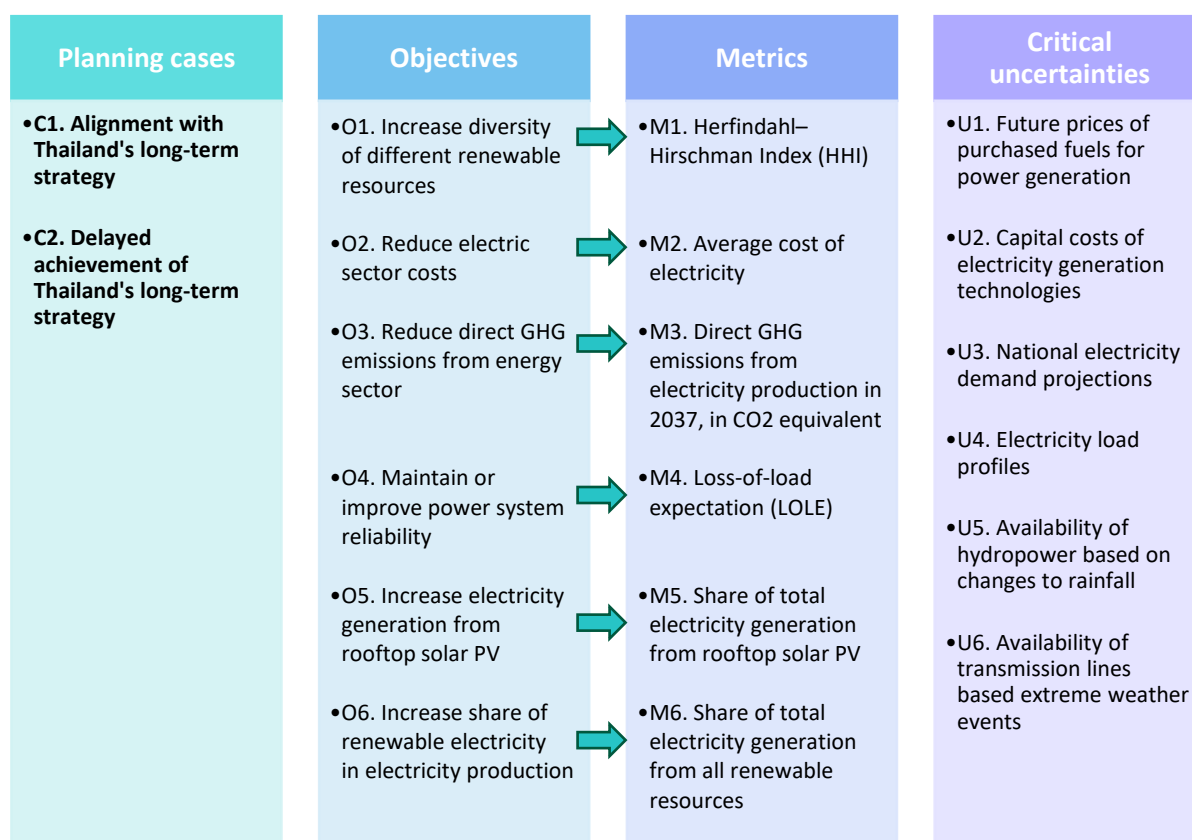 Planning cases
•C1. Alignment with
Thailand's long-term
strategy
•C2. Delayed
achievement of
Thailand's long-term
strategy
Objectives
•O1. Increase diversity
of different renewable
resources
•O2. Reduce electric
sector costs
•O3. Reduce direct GHG
emissions from energy
sector
•O4. Maintain or
improve power system
reliability
•O5. Increase electricity
generation from
rooftop solar PV
•O6. Increase share of
renewable electricity
in electricity production
Metrics
•M1. Herfindahl–
Hirschman Index (HHI)
•M2. Average cost of
electricity
•M3. Direct GHG
emissions from
electricity production in
2037, in CO2 equivalent
•M4. Loss-of-load
expectation (LOLE)
•M5. Share of total
electricity generation
from rooftop solar PV
•M6. Share of total
electricity generation
from all renewable
resources
Critical
uncertainties
•U1. Future prices of
purchased fuels for
power generation
•U2. Capital costs of
electricity generation
technologies
•U3. National electricity
demand projections
•U4. Electricity load
profiles
•U5. Availability of
hydropower based on
changes to rainfall
•U6. Availability of
transmission lines
based extreme weather
events